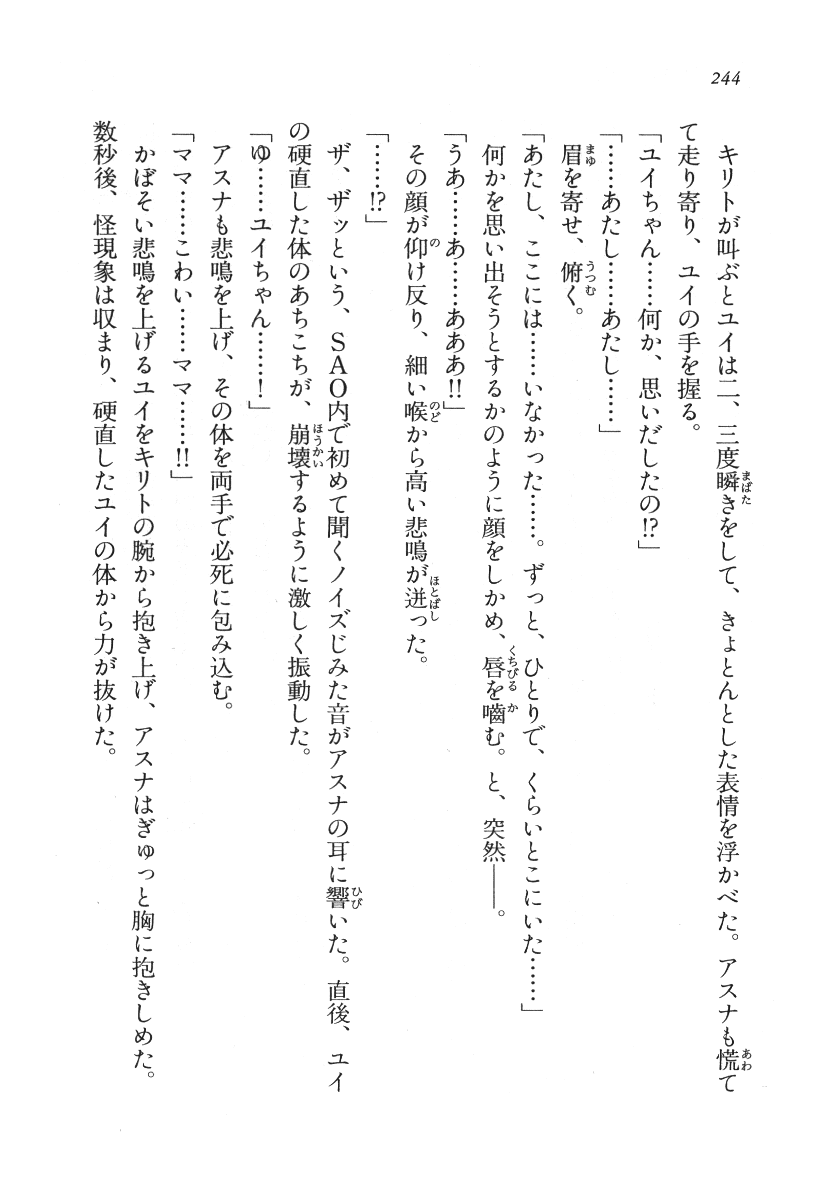 244
キリトが叫ぶとユイは二、三度瞬きをして、きょとんとした表情を浮かべた。アスナも慌て
て走り寄り、ユイの手を握る。
「ユイちゃん……何か、思いだしたの!?」
「……あたし……あたし……」
眉を寄せ、俯く。
「あたし、ここには……いなかった……。ずっと、ひとりで、くらいとこにいた……」
何かを思い出そうとするかのように顔をしかめ、唇を嚙む。と、突然――。
「うあ……あ……あああ!!」
その顔が仰け反り、細い喉から高い悲鳴が迸った。
「……!?」
ザ、ザッという、SAO内で初めて聞くノイズじみた音がアスナの耳に響いた。直後、ユイ
の硬直した体のあちこちが、崩壊するように激しく振動した。
「ゆ……ユイちゃん……!」
アスナも悲鳴を上げ、その体を両手で必死に包み込む。
「ママ……こわい……ママ……!!」
かぼそい悲鳴を上げるユイをキリトの腕から抱き上げ、アスナはぎゅっと胸に抱きしめた。
数秒後、怪現象は収まり、硬直したユイの体から力が抜けた。